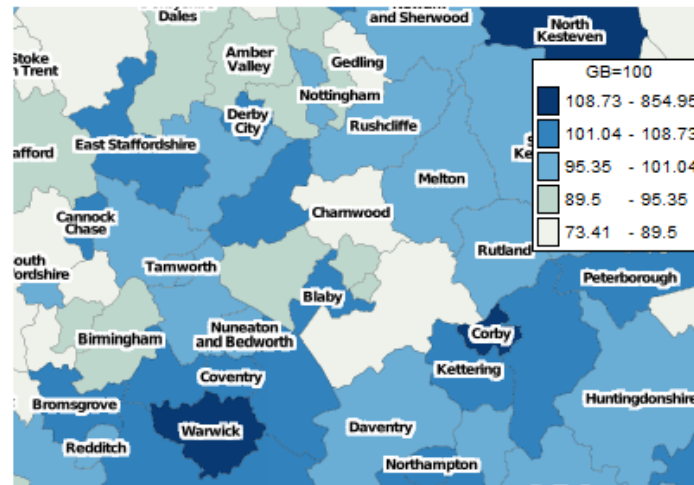 Dales
and Sherwood
North
Kesteven
Stoke
Trent
Amber
Valley
Gedling
Nottingham
Derby
City
Rushcliffe
East Staffordshire
Melton
Charnwood
Cannock
Chase
Tamworth
Rutland
Blaby
Peterborough
Nuneaton
and Bedworth
Birmingham
Corby
Kettering
Coventry
Bromsgrove
Huntingdonshire
Warwick
Daventry
Redditch
Northampton
GB=100
108.73 - 854.95
101.04 - 108.73
95.35 - 101.04
89.5 - 95.35
73.41 - 89.5